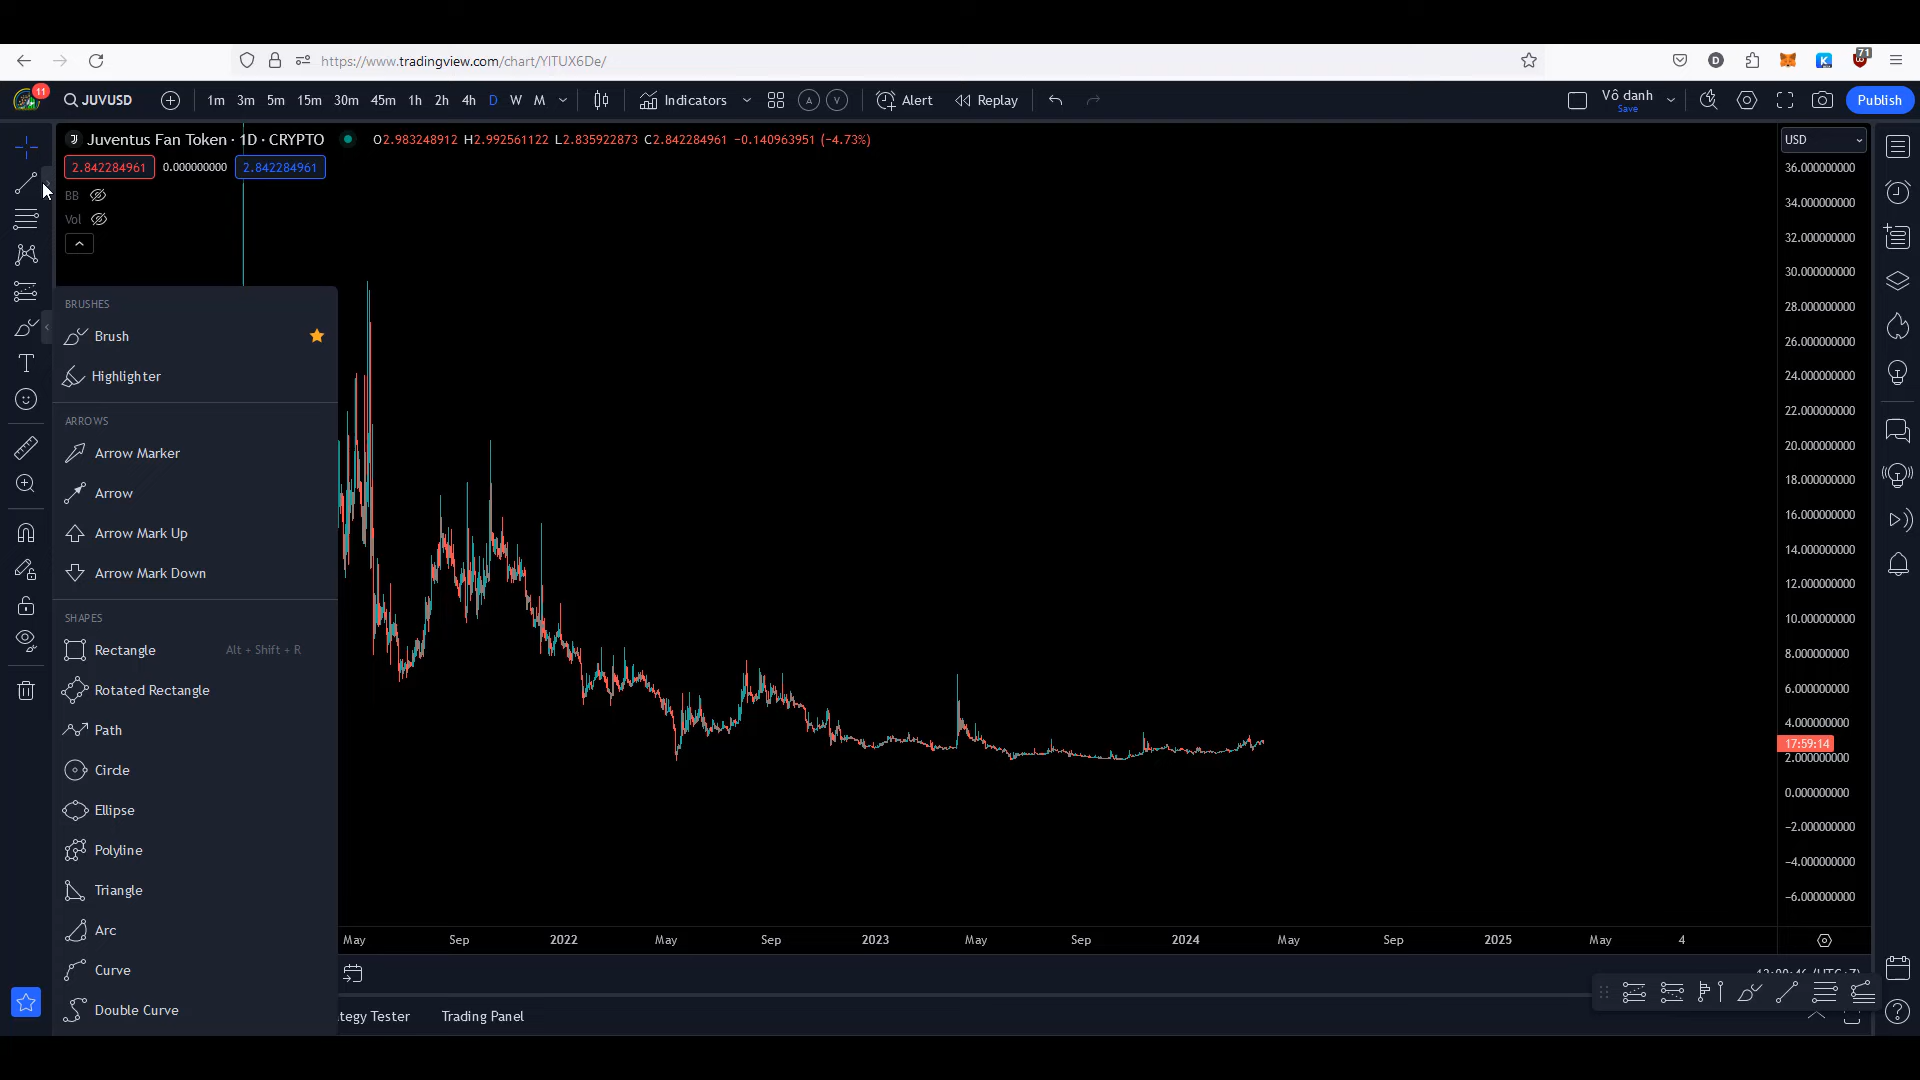 https://www.tradingview.com/chart/YlTUX6De/
71
11
JUVUSD
1m 3m 5m 15m 30m 45m 1h 2h 4h D W M
Indicators
A V
Alert
Replay
Vô danh
Save
Publish
Juventus Fan Token · 1D · CRYPTO
O2.983248912 H2.992561122 L2.835922873 C2.842284961 −0.140963951 (−4.73%)
USD
2.842284961 0.000000000 2.842284961
BB
Vol
BRUSHES
Brush
Highlighter
ARROWS
Arrow Marker
Arrow
Arrow Mark Up
Arrow Mark Down
SHAPES
Rectangle Alt + Shift + R
Rotated Rectangle
Path
Circle
Ellipse
Polyline
Triangle
Arc
Curve
Double Curve
36.000000000
34.000000000
32.000000000
30.000000000
28.000000000
26.000000000
24.000000000
22.000000000
20.000000000
18.000000000
16.000000000
14.000000000
12.000000000
10.000000000
8.000000000
6.000000000
4.000000000
17:59:14
2.000000000
0.000000000
−2.000000000
−4.000000000
−6.000000000
May Sep 2022 May Sep 2023 May Sep 2024 May Sep 2025 May 4
tegy Tester
Trading Panel